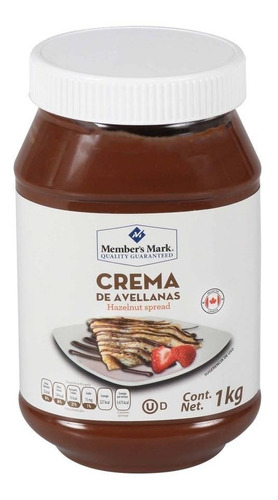 Member's Mark®
QUALITY GUARANTEED
CREMA
DE AVELLANAS
Hazelnut spread
U D
Cont.
Net. 1kg